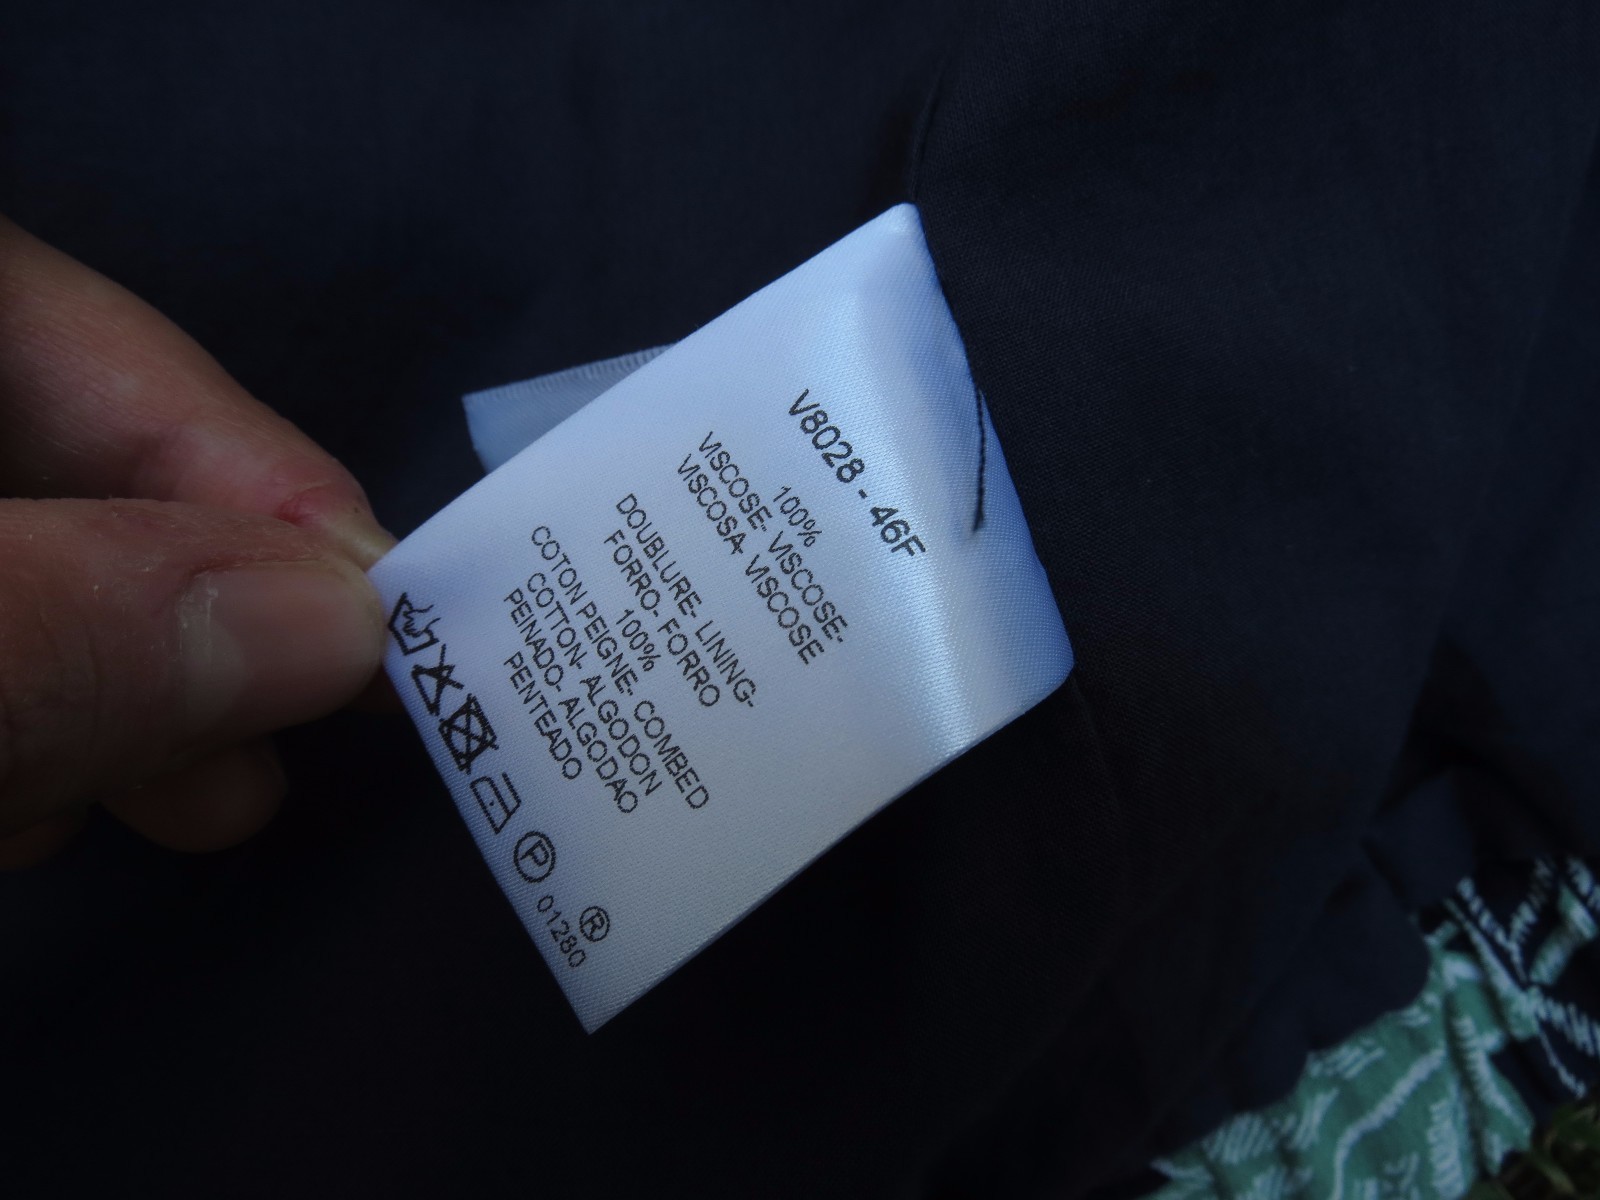 V8028 - 46F
100%
VISCOSE- VISCOSE-
VISCOSA- VISCOSE
DOUBLURE- LINING-
FORRO- FORRO
100%
COTON PEIGNE- COMBED
COTTON- ALGODON
PEINADO- ALGODAO
PENTEADO
P
®
01280